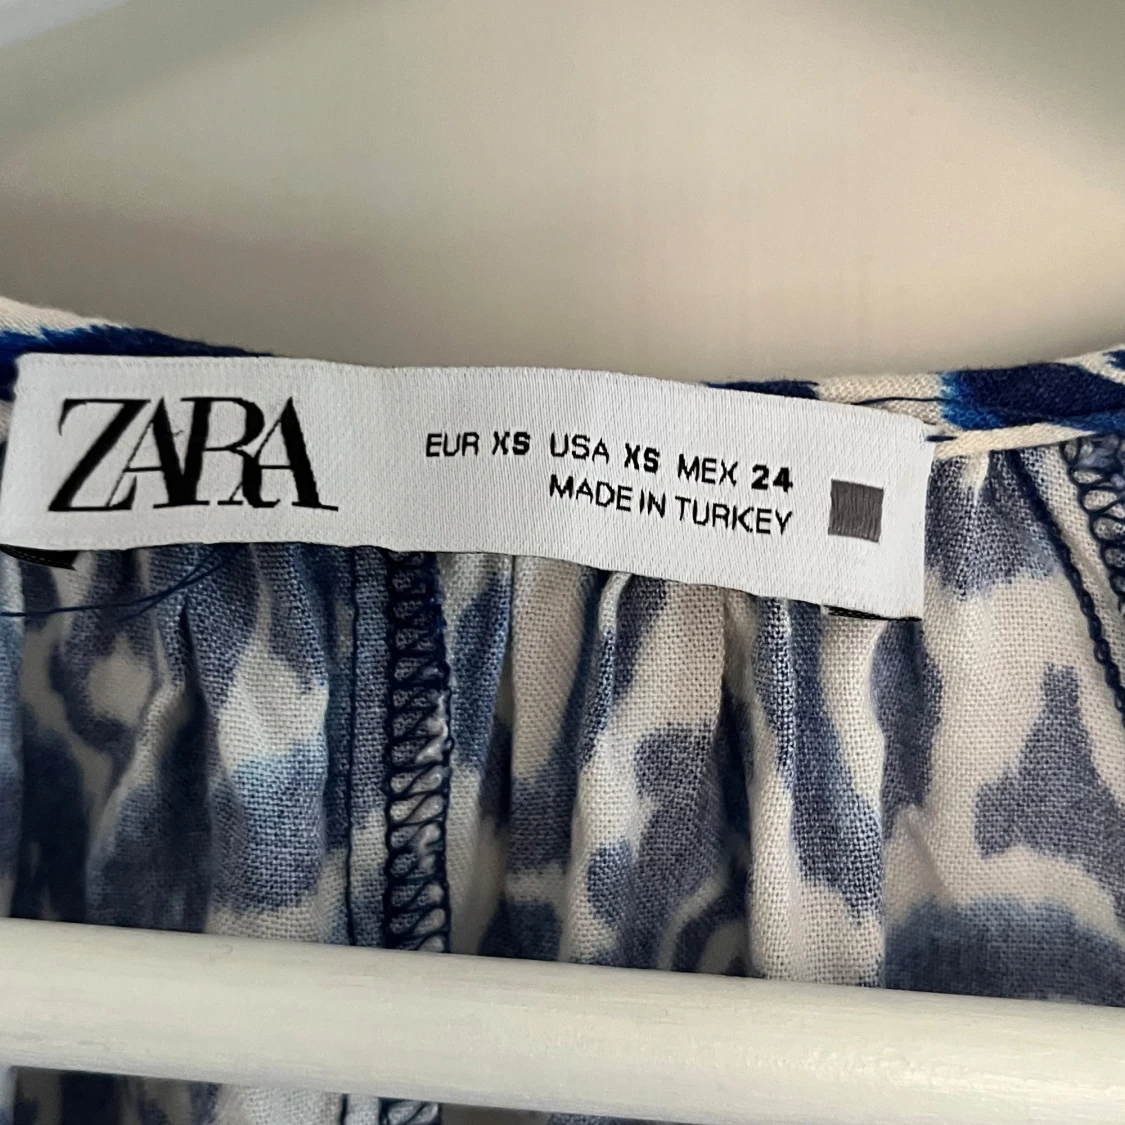 ZARA
EUR XS USA XS MEX 24
MADE IN TURKEY